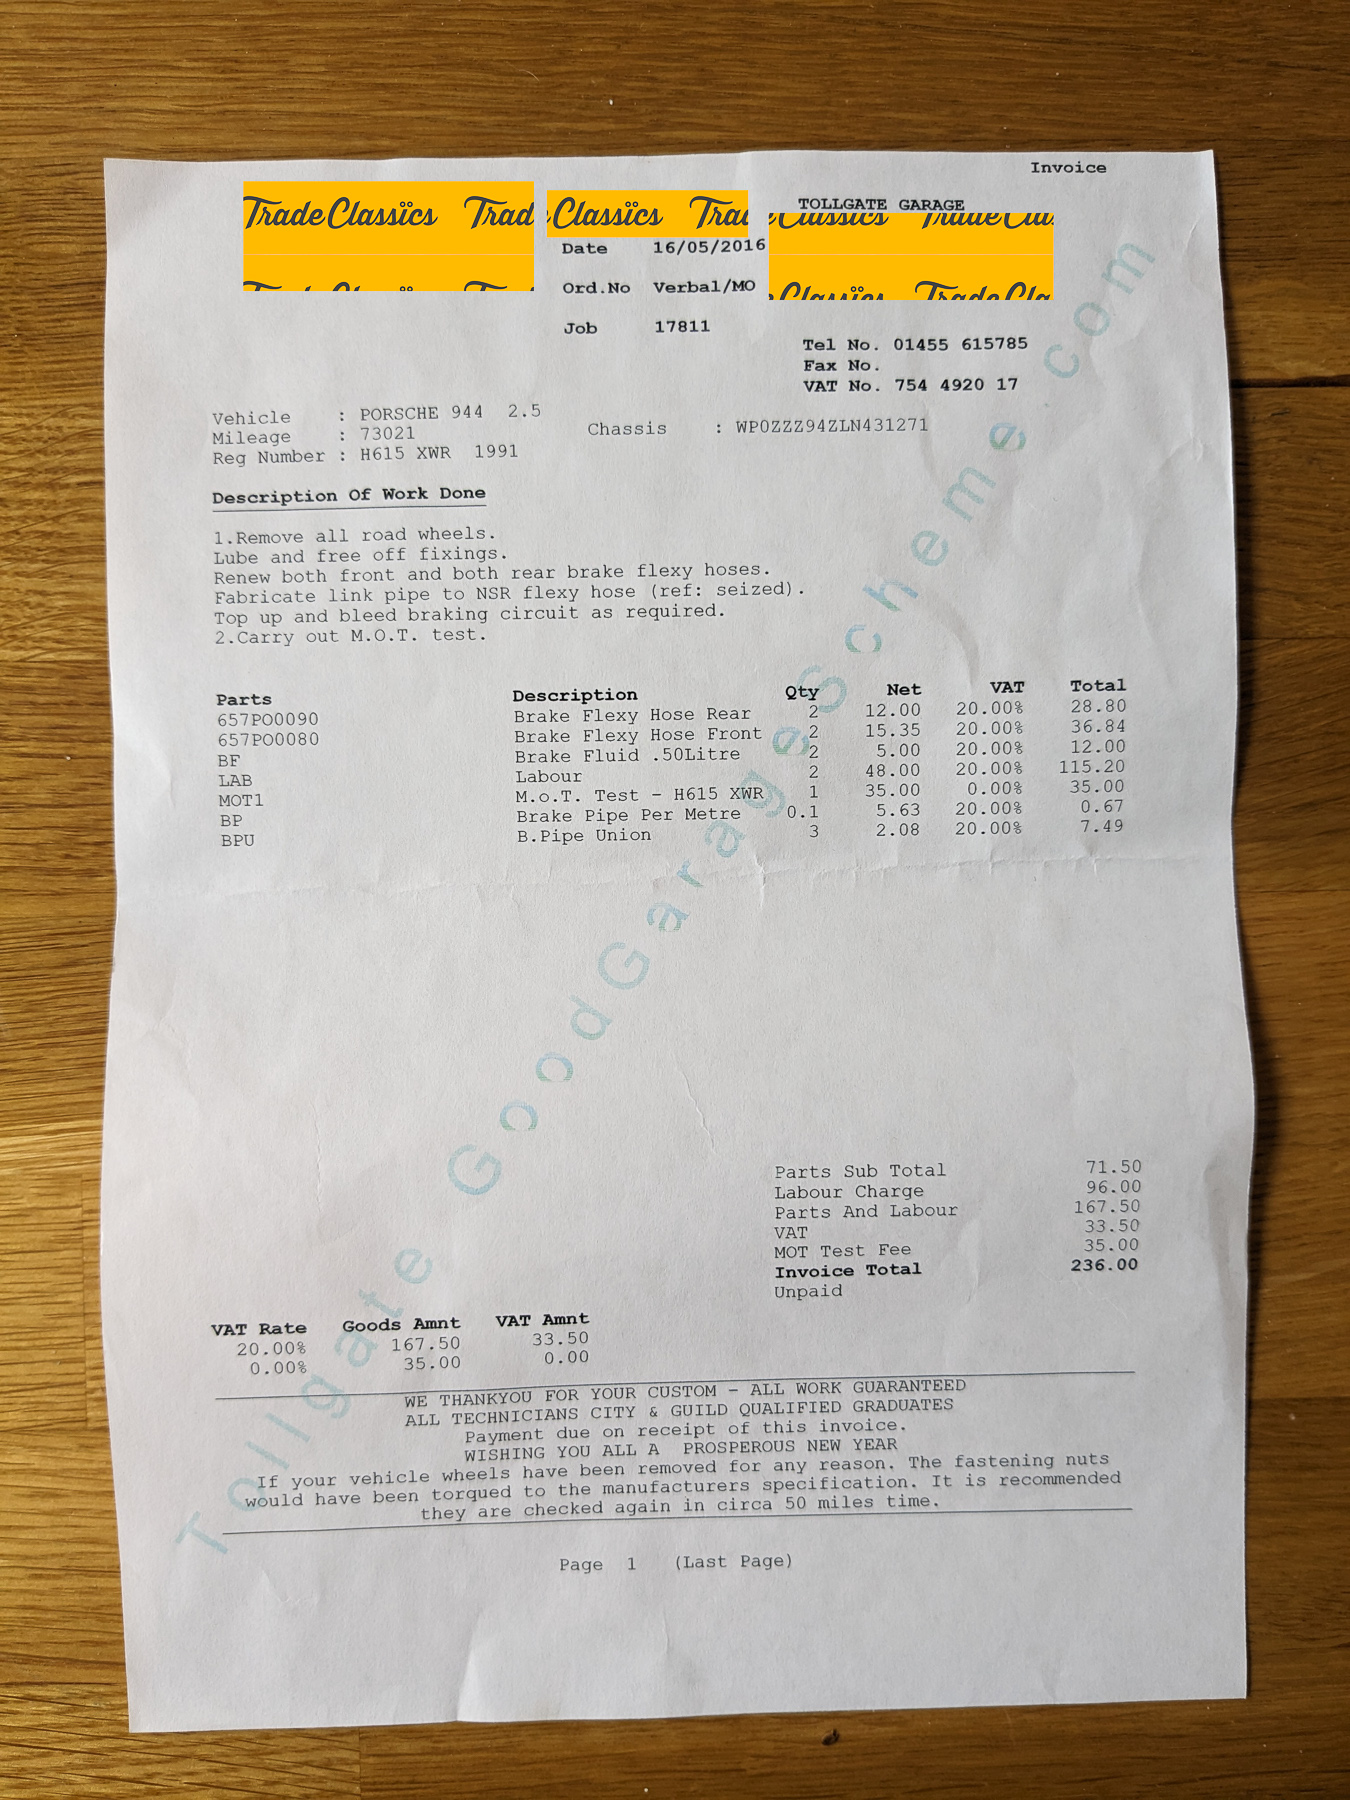 Invoice
TradeClassics Trad Classics Trad
TOLLGATE GARAGE
Classics TradeClas
Date 16/05/2016
Ord.No Verbal/MO
Classics TradeCla
Job 17811
Tel No. 01455 615785
Fax No.
VAT No. 754 4920 17
Vehicle : PORSCHE 944 2.5
Mileage : 73021
Chassis : WP0ZZZ94ZLN431271
Reg Number : H615 XWR 1991
Description Of Work Done
1.Remove all road wheels.
Lube and free off fixings.
Renew both front and both rear brake flexy hoses.
Fabricate link pipe to NSR flexy hose (ref: seized).
Top up and bleed braking circuit as required.
2.Carry out M.O.T. test.
Parts Description Qty Net VAT Total
657PO0090 Brake Flexy Hose Rear 2 12.00 20.00% 28.80
657PO0080 Brake Flexy Hose Front 2 15.35 20.00% 36.84
BF Brake Fluid .50Litre 2 5.00 20.00% 12.00
LAB Labour 2 48.00 20.00% 115.20
MOT1 M.o.T. Test - H615 XWR 1 35.00 0.00% 35.00
BP Brake Pipe Per Metre 0.1 5.63 20.00% 0.67
BPU B.Pipe Union 3 2.08 20.00% 7.49
Parts Sub Total 71.50
Labour Charge 96.00
Parts And Labour 167.50
VAT 33.50
MOT Test Fee 35.00
Invoice Total 236.00
Unpaid
VAT Rate Goods Amnt VAT Amnt
20.00% 167.50 33.50
0.00% 35.00 0.00
WE THANKYOU FOR YOUR CUSTOM - ALL WORK GUARANTEED
ALL TECHNICIANS CITY & GUILD QUALIFIED GRADUATES
Payment due on receipt of this invoice.
WISHING YOU ALL A PROSPEROUS NEW YEAR
If your vehicle wheels have been removed for any reason. The fastening nuts
would have been torqued to the manufacturers specification. It is recommended
they are checked again in circa 50 miles time.
Page 1 (Last Page)
Tollgate GoodGarageScheme com